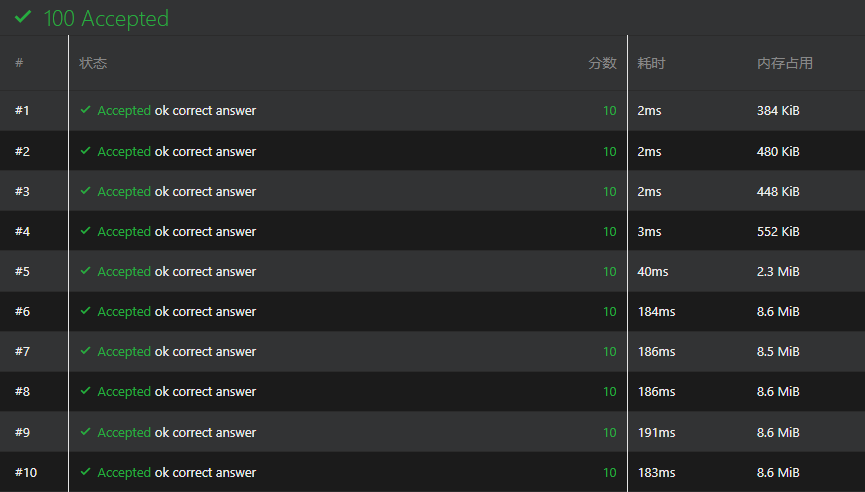 100 Accepted
# 状态 分数 耗时 内存占用
#1 Accepted ok correct answer 10 2ms 384 KiB
#2 Accepted ok correct answer 10 2ms 480 KiB
#3 Accepted ok correct answer 10 2ms 448 KiB
#4 Accepted ok correct answer 10 3ms 552 KiB
#5 Accepted ok correct answer 10 40ms 2.3 MiB
#6 Accepted ok correct answer 10 184ms 8.6 MiB
#7 Accepted ok correct answer 10 186ms 8.5 MiB
#8 Accepted ok correct answer 10 186ms 8.6 MiB
#9 Accepted ok correct answer 10 191ms 8.6 MiB
#10 Accepted ok correct answer 10 183ms 8.6 MiB